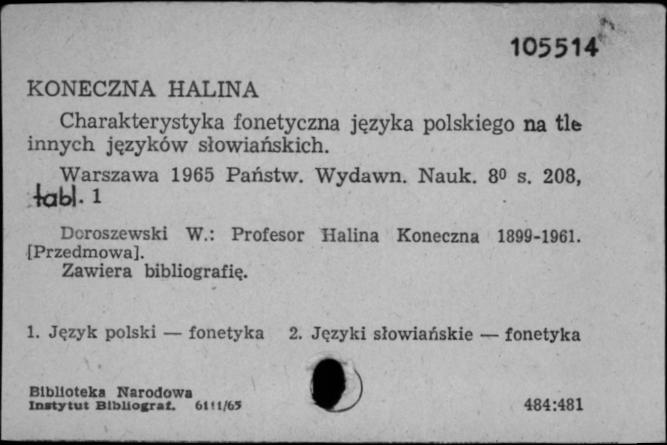 105514
KONECZNA HALINA
Charakterystyka fonetyczna języka polskiego na tle
innych języków słowiańskich.
Warszawa 1965 Państw. Wydawn. Nauk. 8⁰ s. 208,
tabl. 1
Doroszewski W.: Profesor Halina Koneczna 1899-1961.
[Przedmowa].
Zawiera bibliografię.
1. Język polski — fonetyka 2. Języki słowiańskie — fonetyka
Biblioteka Narodowa
Instytut Bibliograf. 6111/65
484:481